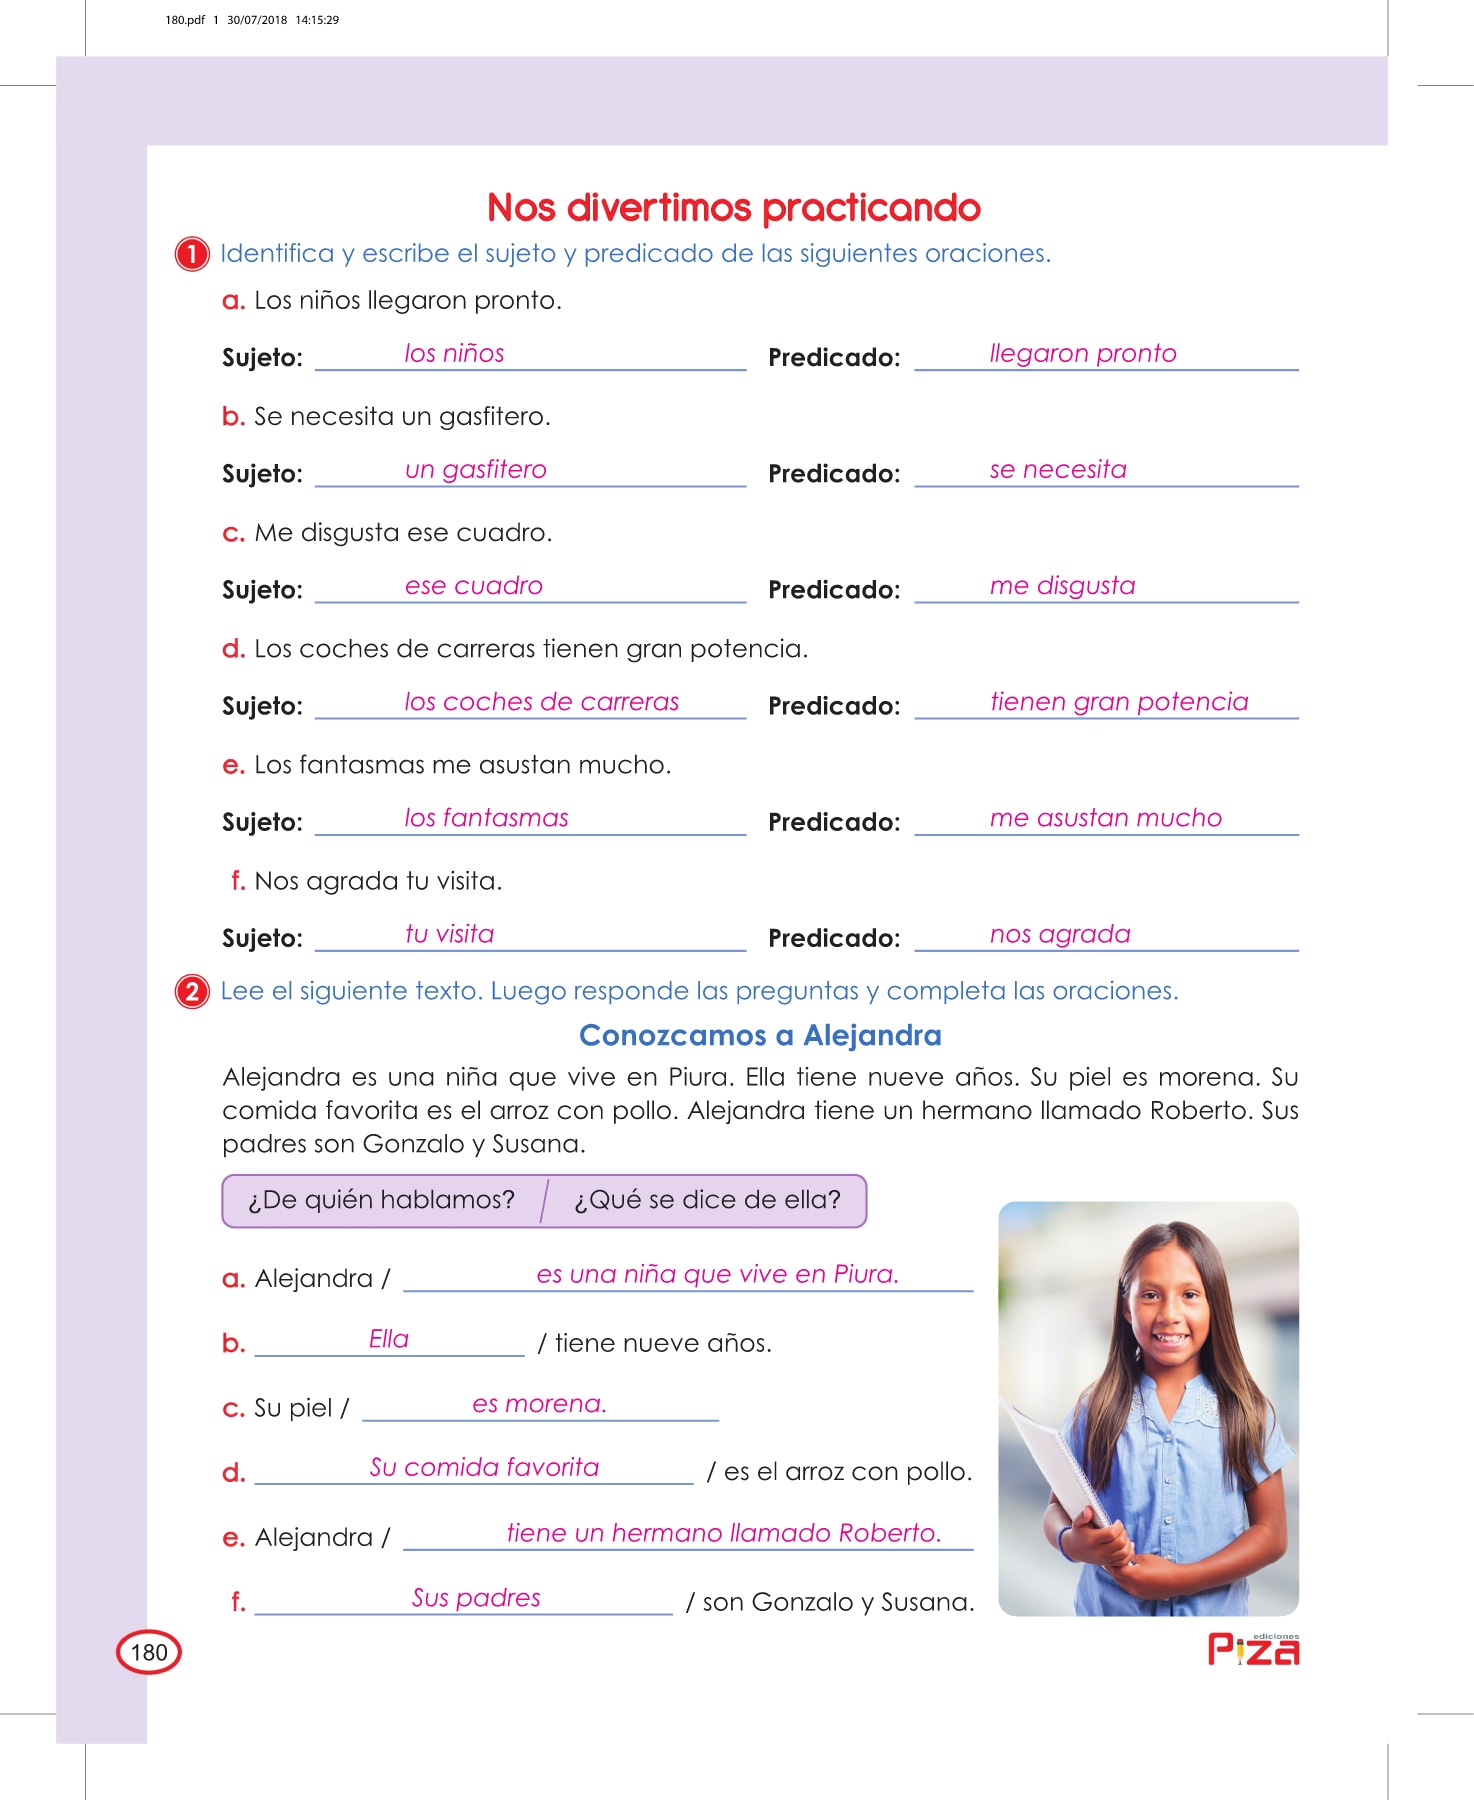 180.pdf 1 30/07/2018 14:15:29
Nos divertimos practicando
1 Identifica y escribe el sujeto y predicado de las siguientes oraciones.
a. Los niños llegaron pronto.
Sujeto: los niños Predicado: llegaron pronto
b. Se necesita un gasfitero.
Sujeto: un gasfitero Predicado: se necesita
c. Me disgusta ese cuadro.
Sujeto: ese cuadro Predicado: me disgusta
d. Los coches de carreras tienen gran potencia.
Sujeto: los coches de carreras Predicado: tienen gran potencia
e. Los fantasmas me asustan mucho.
Sujeto: los fantasmas Predicado: me asustan mucho
f. Nos agrada tu visita.
Sujeto: tu visita Predicado: nos agrada
2 Lee el siguiente texto. Luego responde las preguntas y completa las oraciones.
Conozcamos a Alejandra
Alejandra es una niña que vive en Piura. Ella tiene nueve años. Su piel es morena. Su
comida favorita es el arroz con pollo. Alejandra tiene un hermano llamado Roberto. Sus
padres son Gonzalo y Susana.
¿De quién hablamos? / ¿Qué se dice de ella?
a. Alejandra / es una niña que vive en Piura.
b. Ella / tiene nueve años.
c. Su piel / es morena.
d. Su comida favorita / es el arroz con pollo.
e. Alejandra / tiene un hermano llamado Roberto.
f. Sus padres / son Gonzalo y Susana.
180
ediciones
Piza